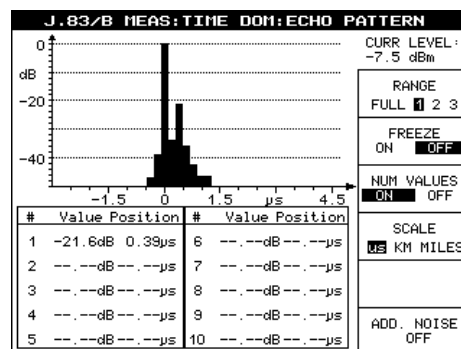 J.83/B MEAS:TIME DOM:ECHO PATTERN
0
dB
-20
-40
-1.5 0 1.5 µs 3 4.5
CURR LEVEL:
-7.5 dBm
RANGE
FULL 1 2 3
FREEZE
ON OFF
NUM VALUES
ON OFF
SCALE
us KM MILES
ADD. NOISE
OFF
# Value Position # Value Position
1 -21.6dB 0.39µs 6 --.--dB--.--µs
2 --.--dB--.--µs 7 --.--dB--.--µs
3 --.--dB--.--µs 8 --.--dB--.--µs
4 --.--dB--.--µs 9 --.--dB--.--µs
5 --.--dB--.--µs 10 --.--dB--.--µs